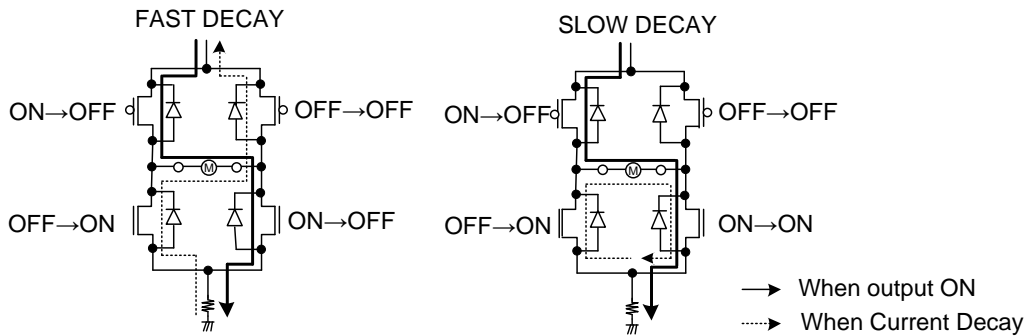 FAST DECAY
ON→OFF
OFF→OFF
M
OFF→ON
ON→OFF
SLOW DECAY
ON→OFF
OFF→OFF
M
OFF→ON
ON→ON
When output ON
When Current Decay